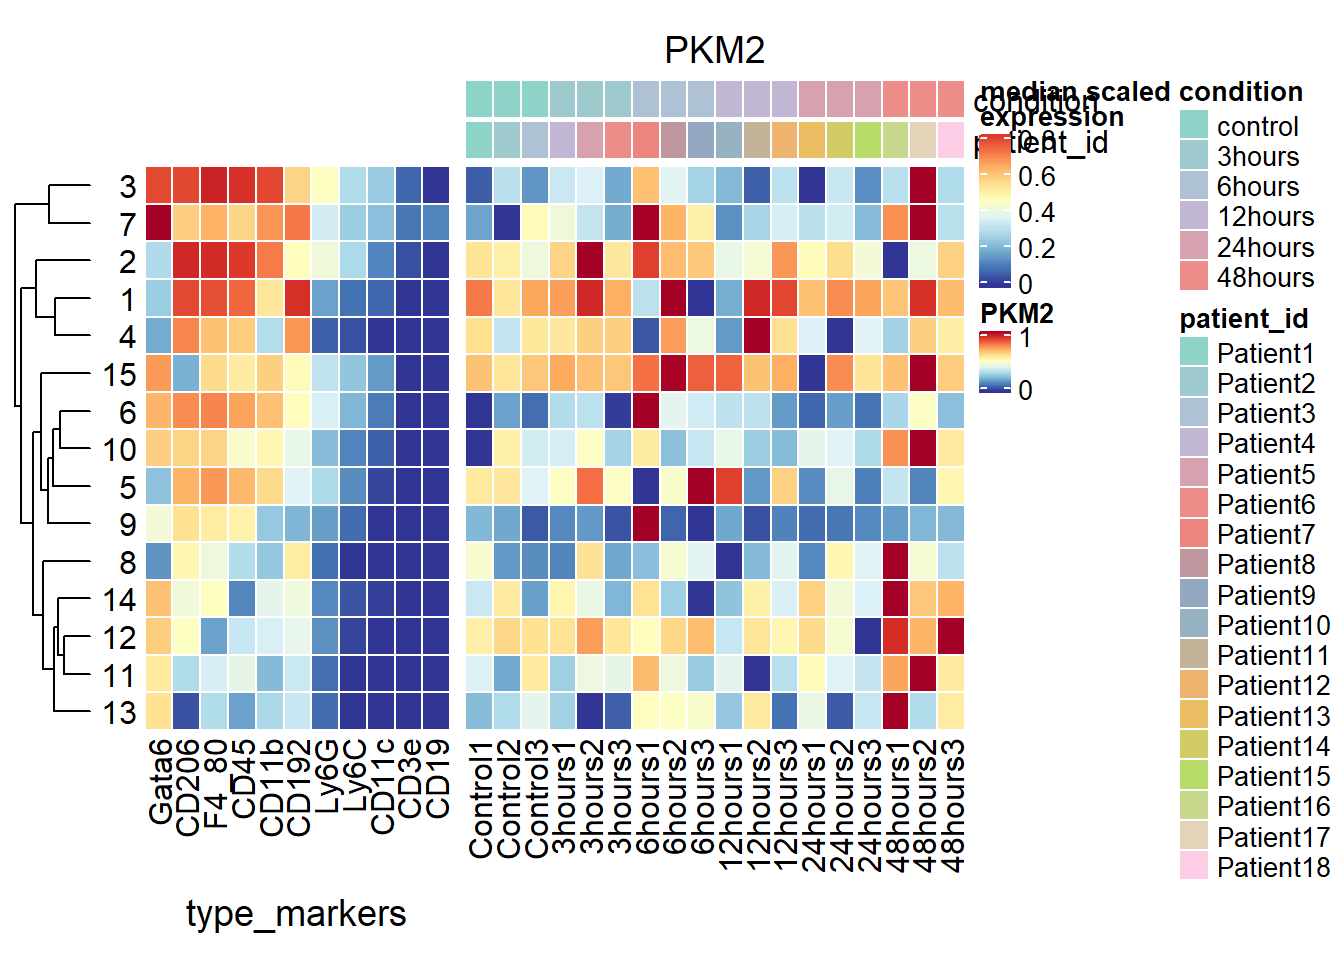 PKM2
condition
patient_id
median scaled
expression
0.8
0.6
0.4
0.2
0
PKM2
1
0
condition
control
3hours
6hours
12hours
24hours
48hours
patient_id
Patient1
Patient2
Patient3
Patient4
Patient5
Patient6
Patient7
Patient8
Patient9
Patient10
Patient11
Patient12
Patient13
Patient14
Patient15
Patient16
Patient17
Patient18
3
7
2
1
4
15
6
10
5
9
8
14
12
11
13
Gata6
CD206
F4_80
CD45
CD11b
CD192
Ly6G
Ly6C
CD11c
CD3e
CD19
Control1
Control2
Control3
3hours1
3hours2
3hours3
6hours1
6hours2
6hours3
12hours1
12hours2
12hours3
24hours1
24hours2
24hours3
48hours1
48hours2
48hours3
type_markers